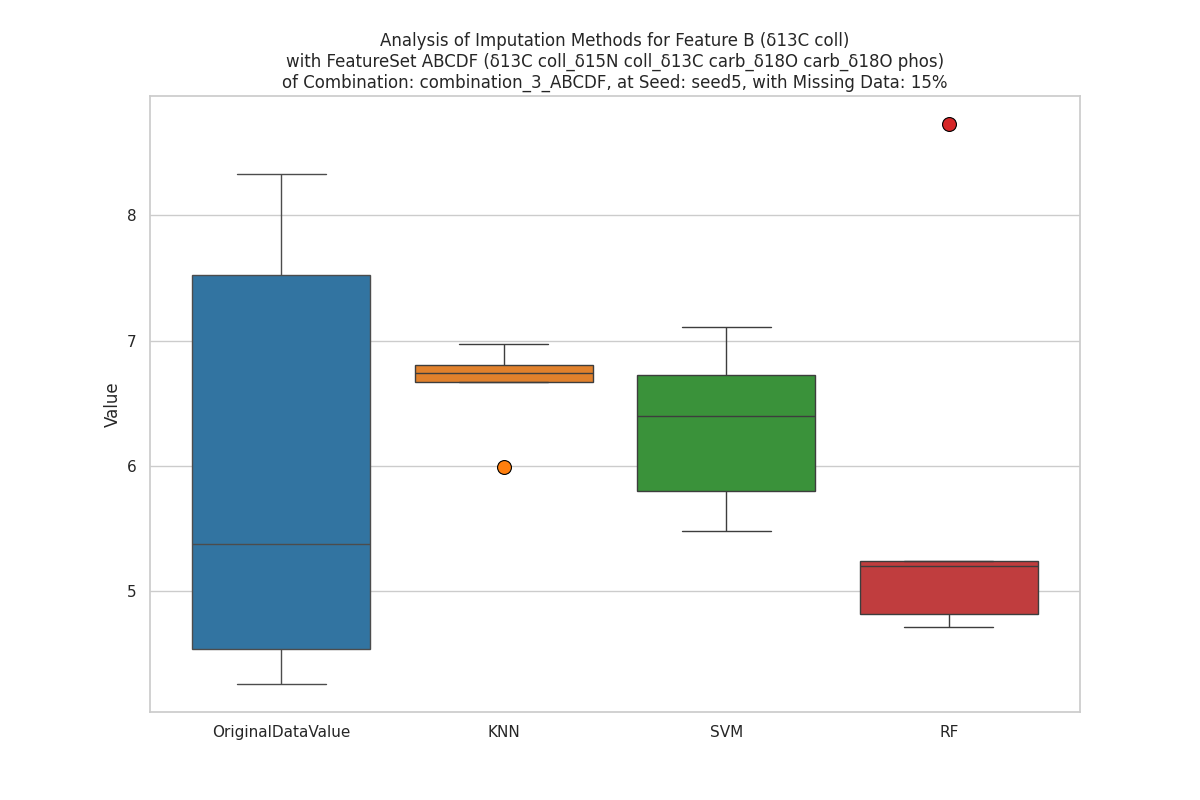 Analysis of Imputation Methods for Feature B (δ13C coll)
with FeatureSet ABCDF (δ13C coll_δ15N coll_δ13C carb_δ18O carb_δ18O phos)
of Combination: combination_3_ABCDF, at Seed: seed5, with Missing Data: 15%
8
7
6
5
Value
OriginalDataValue
KNN
SVM
RF